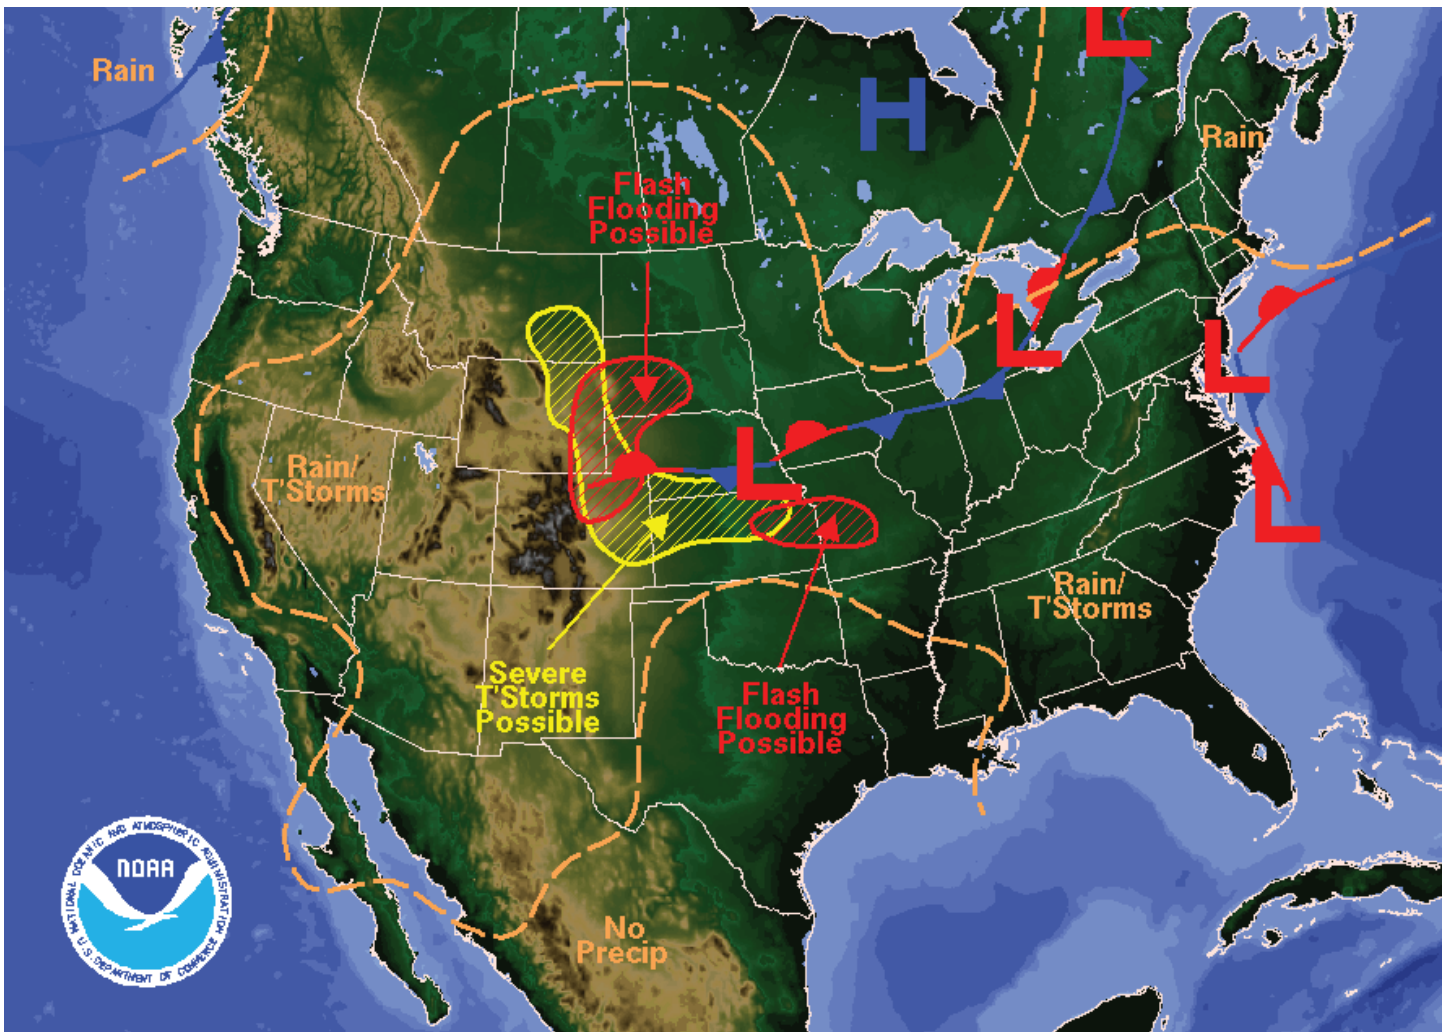 Rain
H
L
Rain
Flash
Flooding
Possible
L
L
L
Rain/
T'Storms
L
Rain/
T'Storms
Severe
T'Storms
Possible
Flash
Flooding
Possible
No
Precip
NATIONAL OCEANIC AND ATMOSPHERIC ADMINISTRATION
NOAA
U.S. DEPARTMENT OF COMMERCE